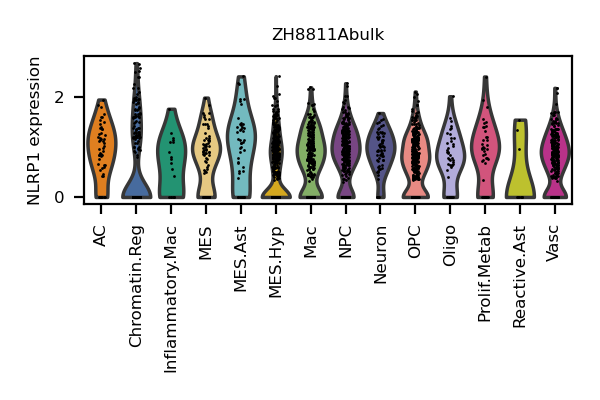 ZH8811Abulk
NLRP1 expression
2
0
AC
Chromatin.Reg
Inflammatory.Mac
MES
MES.Ast
MES.Hyp
Mac
NPC
Neuron
OPC
Oligo
Prolif.Metab
Reactive.Ast
Vasc